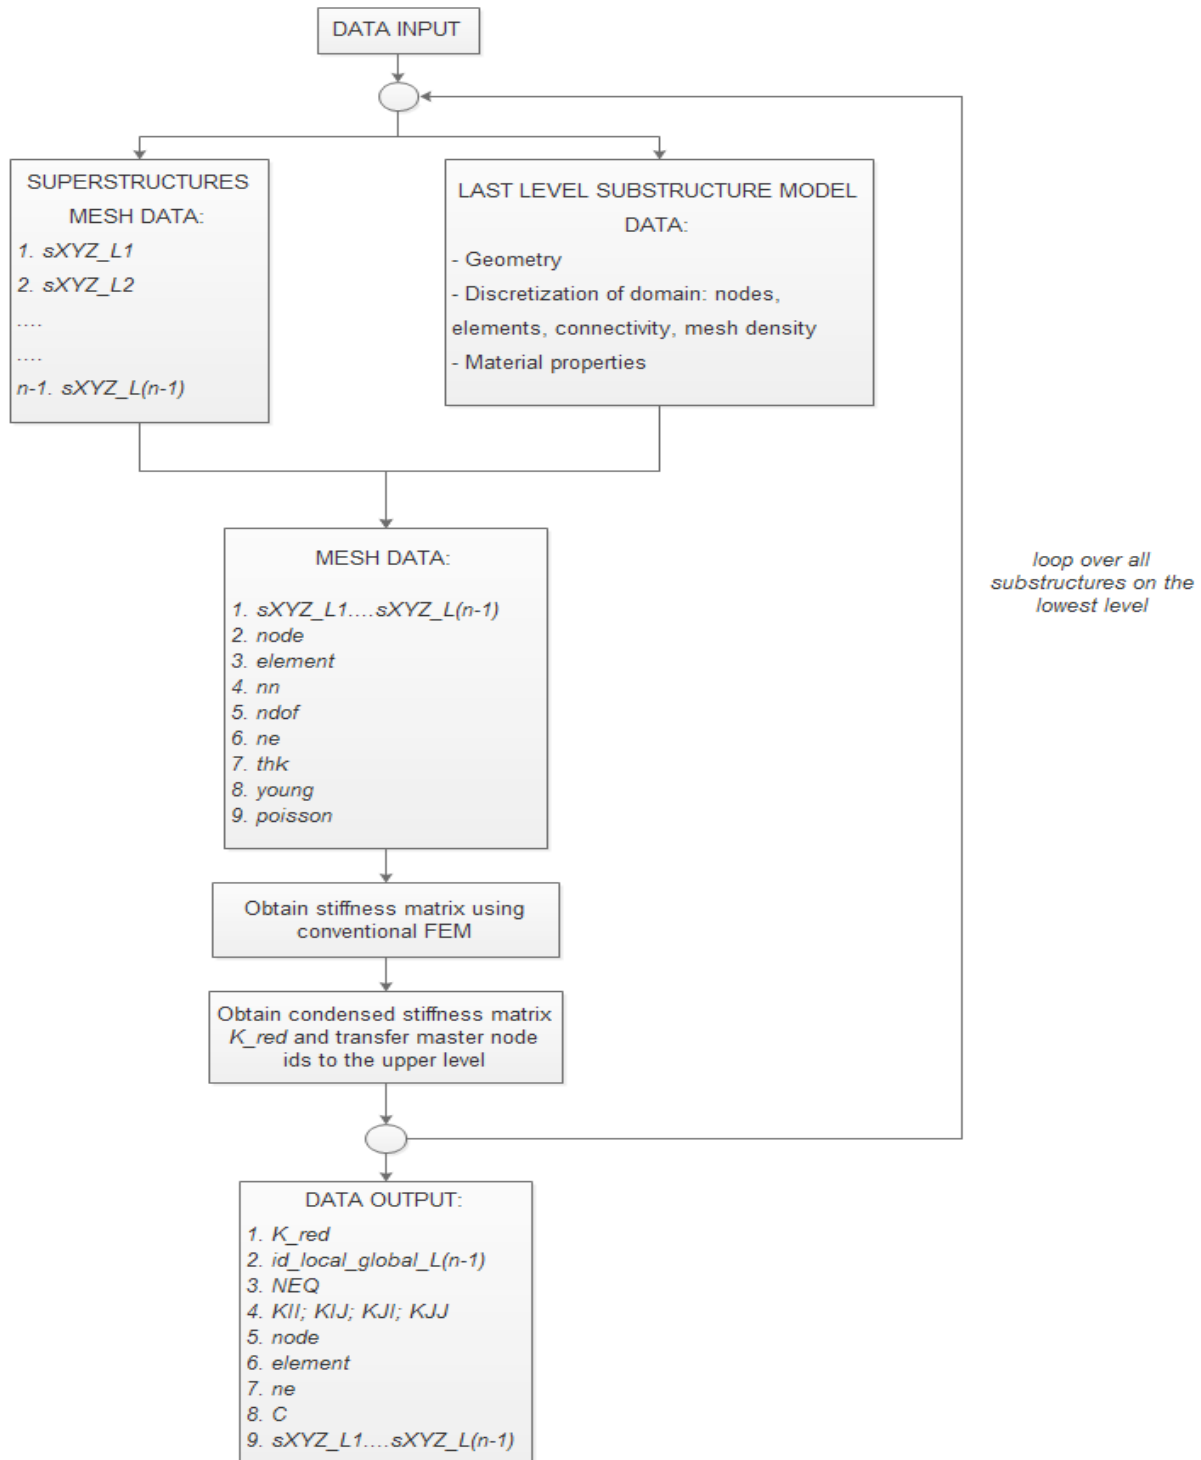 DATA INPUT
SUPERSTRUCTURES
MESH DATA:
1. sXYZ_L1
2. sXYZ_L2
....
....
n-1. sXYZ_L(n-1)
LAST LEVEL SUBSTRUCTURE MODEL
DATA:
- Geometry
- Discretization of domain: nodes,
elements, connectivity, mesh density
- Material properties
MESH DATA:
1. sXYZ_L1....sXYZ_L(n-1)
2. node
3. element
4. nn
5. ndof
6. ne
7. thk
8. young
9. poisson
loop over all
substructures on the
lowest level
Obtain stiffness matrix using
conventional FEM
Obtain condensed stiffness matrix
K_red and transfer master node
ids to the upper level
DATA OUTPUT:
1. K_red
2. id_local_global_L(n-1)
3. NEQ
4. KII; KIJ; KJI; KJJ
5. node
6. element
7. ne
8. C
9. sXYZ_L1....sXYZ_L(n-1)